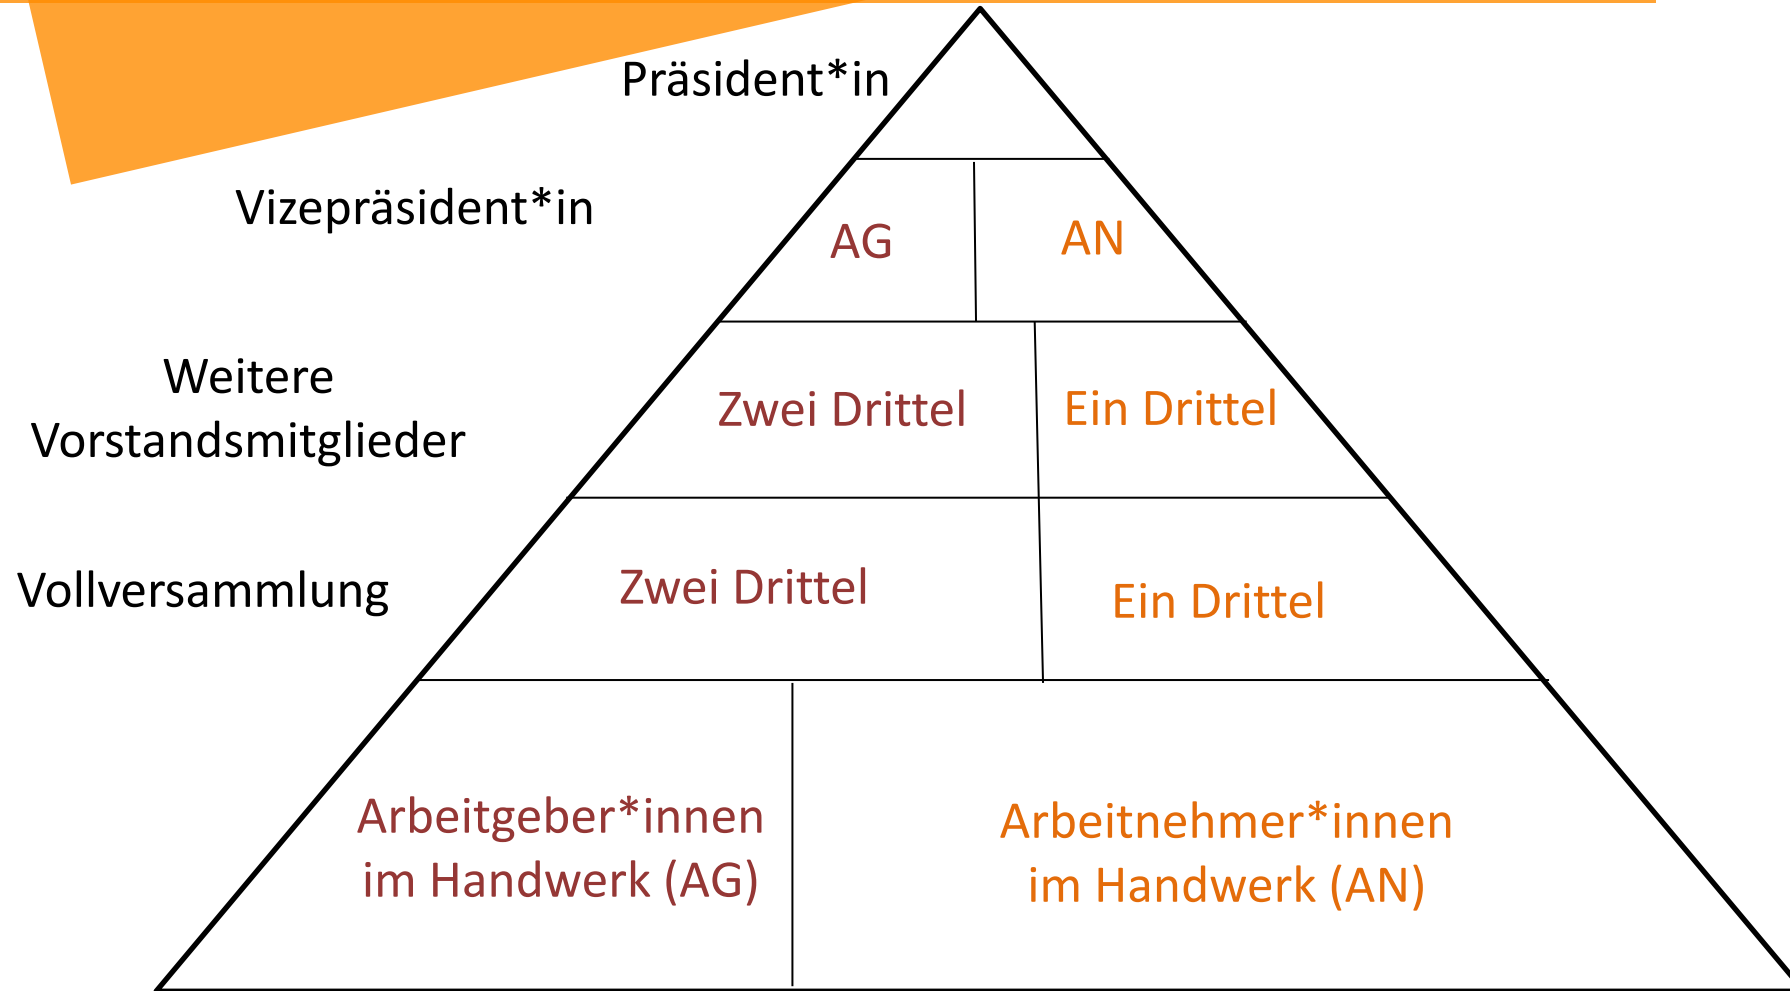 Präsident*in
Vizepräsident*in
AG
AN
Weitere
Vorstandsmitglieder
Zwei Drittel
Ein Drittel
Vollversammlung
Zwei Drittel
Ein Drittel
Arbeitgeber*innen
im Handwerk (AG)
Arbeitnehmer*innen
im Handwerk (AN)